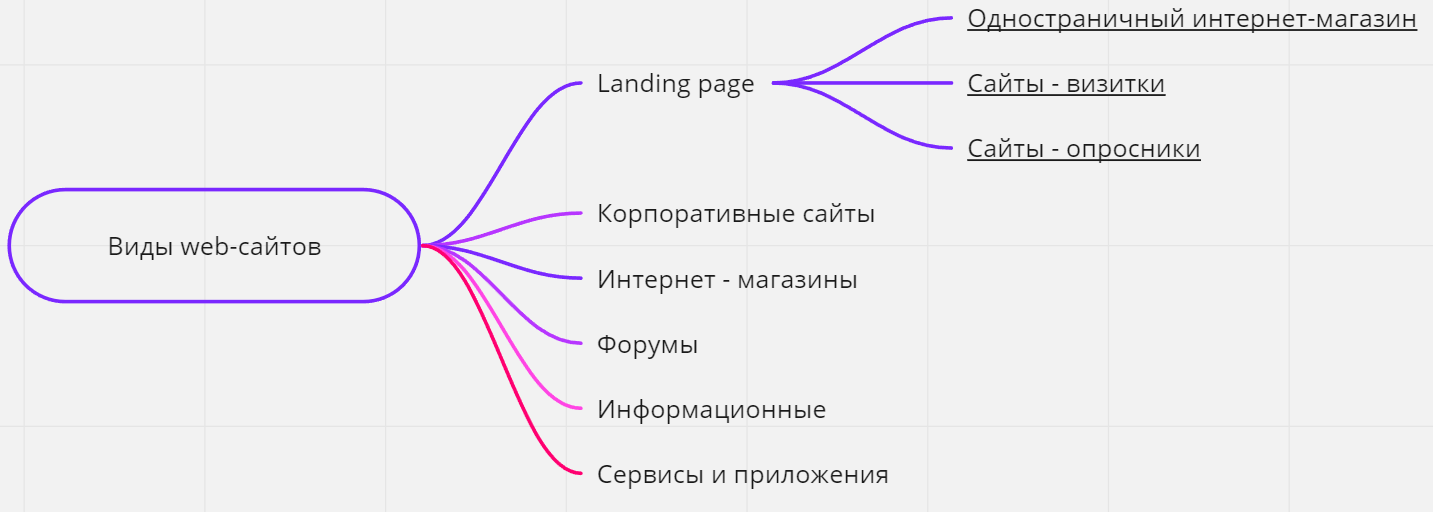 Одностраничный интернет-магазин
Landing page
Сайты - визитки
Сайты - опросники
Корпоративные сайты
Виды web-сайтов
Интернет - магазины
Форумы
Информационные
Сервисы и приложения